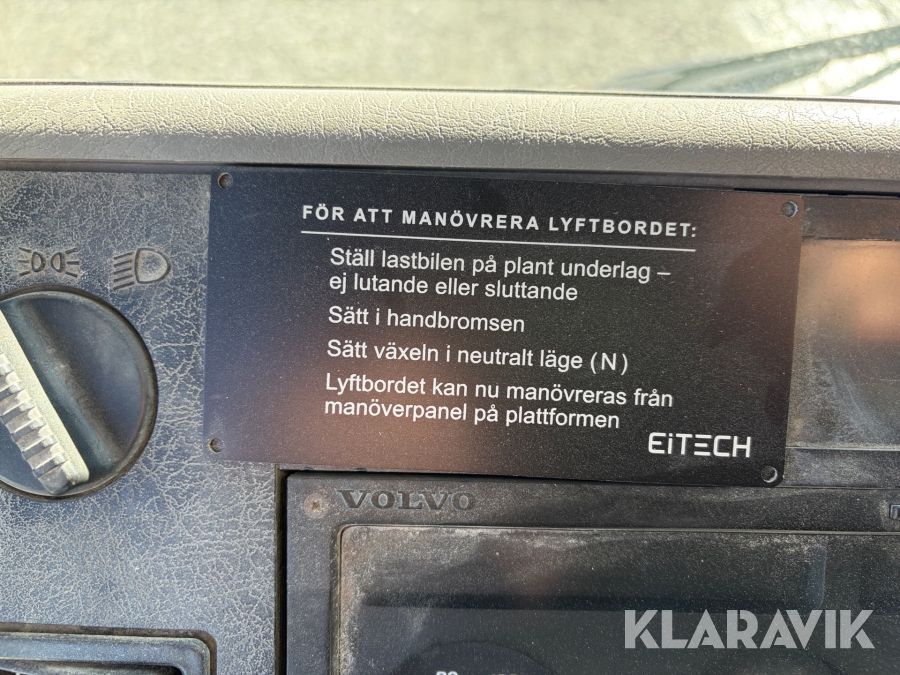 FÖR ATT MANÖVRERA LYFTBORDET:
Ställ lastbilen på plant underlag –
ej lutande eller sluttande
Sätt i handbromsen
Sätt växeln i neutralt läge (N)
Lyftbordet kan nu manövreras från
manöverpanel på plattformen
EiTECH
VOLVO
KLARAVIK